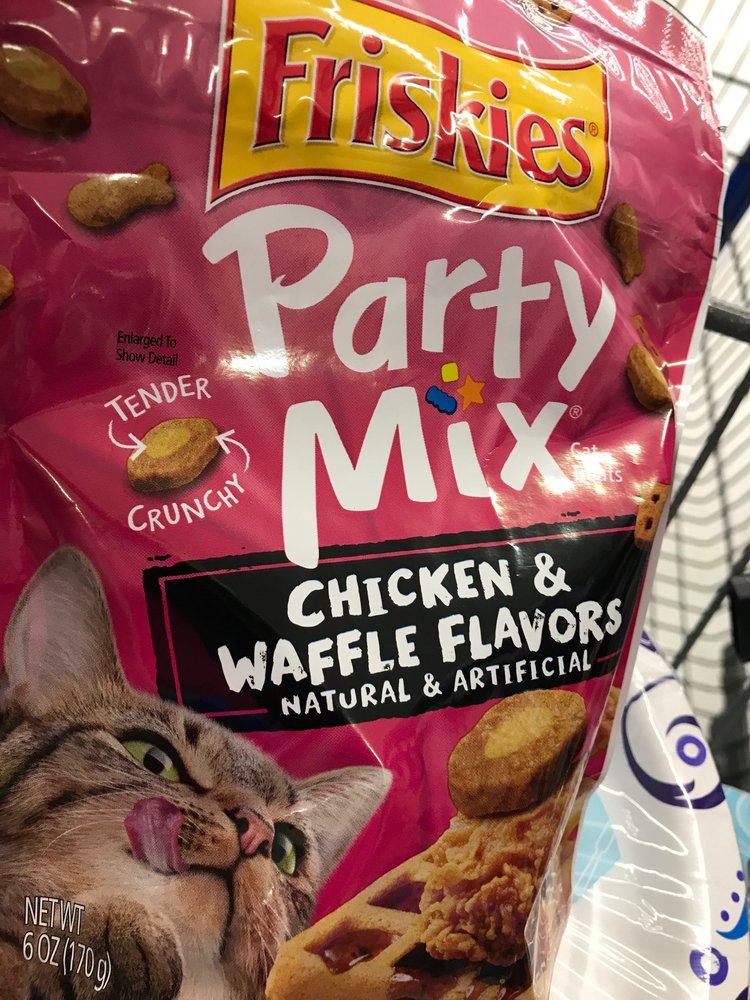 Friskies®
Party
Mix®
Cat
Enlarged To
Show Detail
TENDER
CRUNCHY
CHICKEN &
WAFFLE FLAVORS
NATURAL & ARTIFICIAL
NET WT
6 OZ (170 g)